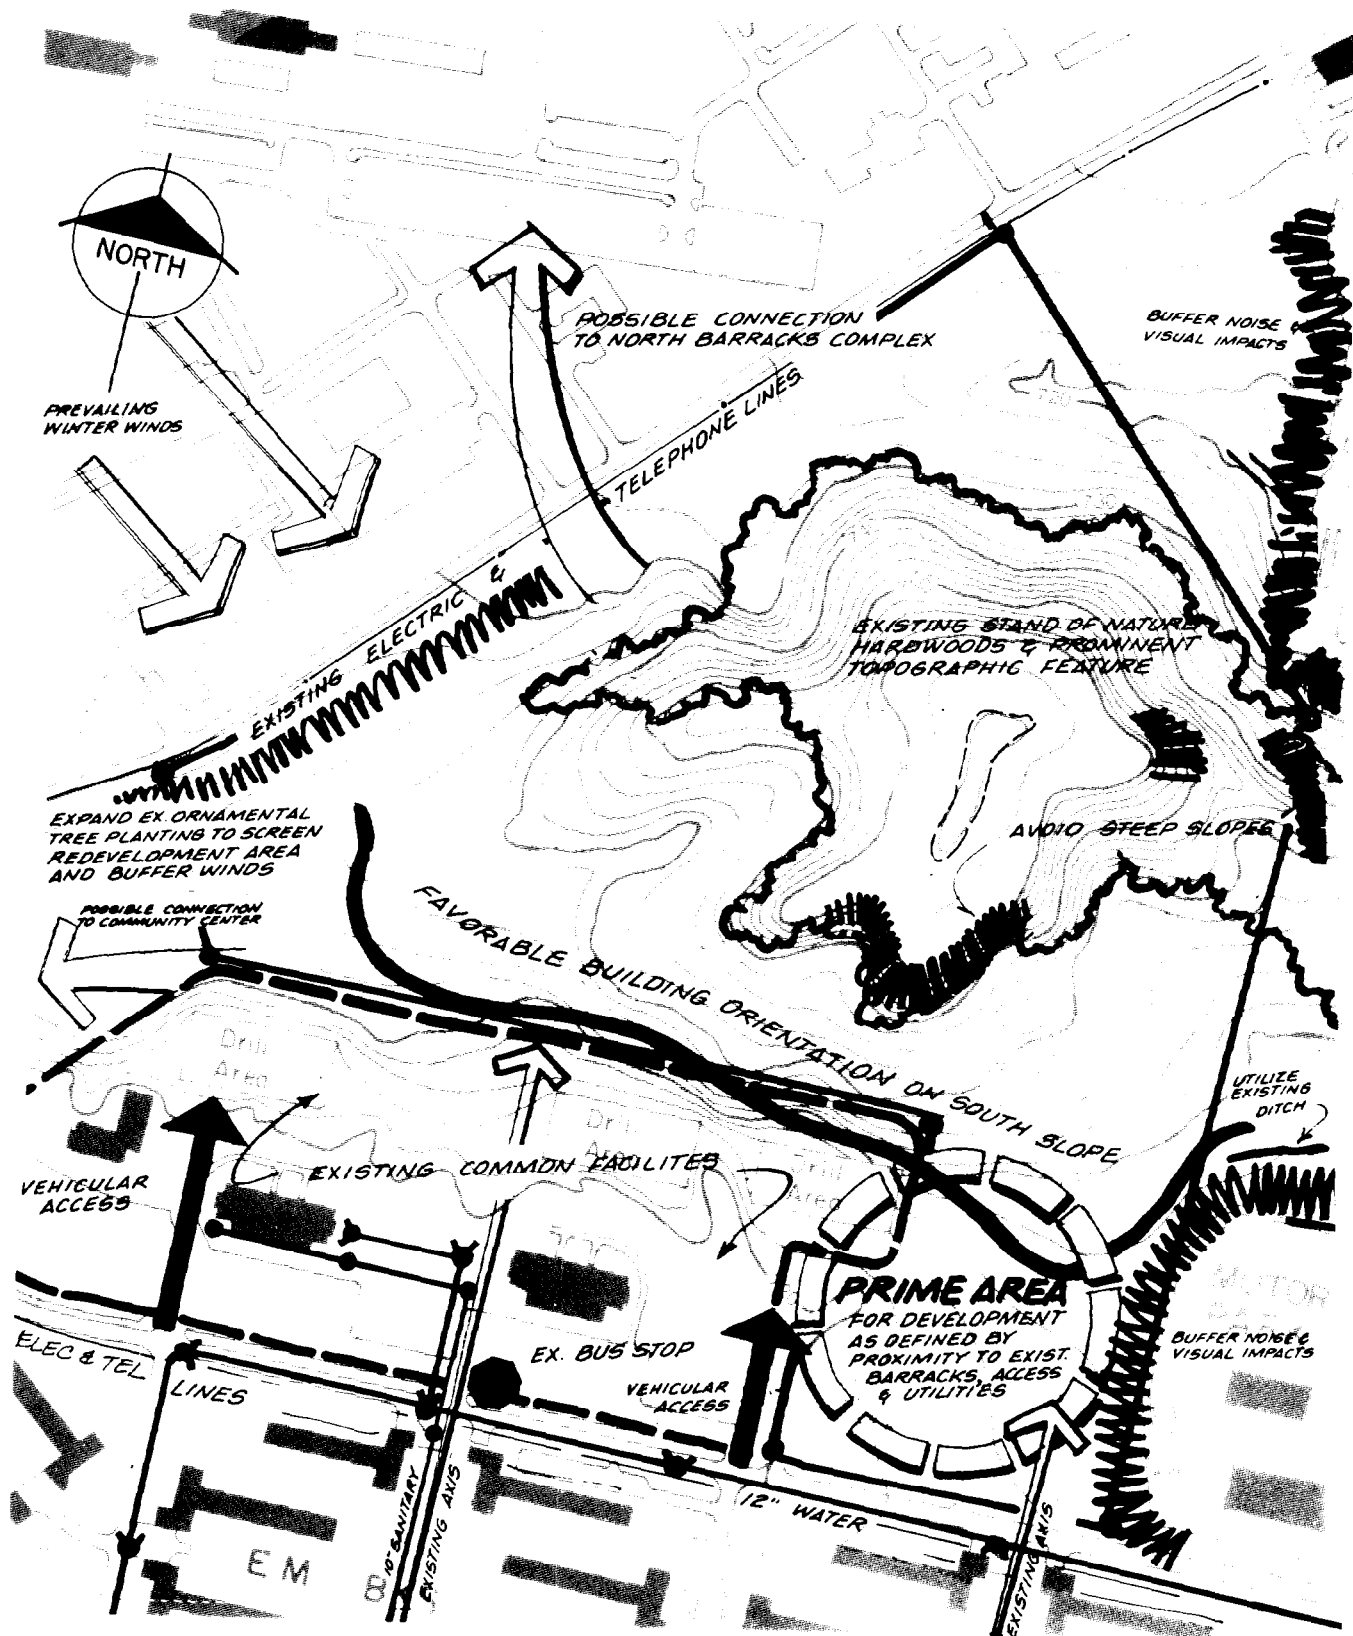 NORTH
POSSIBLE CONNECTION
TO NORTH BARRACKS COMPLEX
BUFFER NOISE &
VISUAL IMPACTS
PREVAILING
WINTER WINDS
TELEPHONE LINES
EXISTING ELECTRIC &
EXISTING STAND OF NATURE
HARDWOODS & PROMINENT
TOPOGRAPHIC FEATURE
AVOID STEEP SLOPES
EXPAND EX. ORNAMENTAL
TREE PLANTING TO SCREEN
REDEVELOPMENT AREA
AND BUFFER WINDS
POSSIBLE CONNECTION
TO COMMUNITY CENTER
FAVORABLE BUILDING ORIENTATION ON SOUTH SLOPE
Drill
Area
UTILIZE
EXISTING
DITCH
Drill
Area
EXISTING COMMON FACILITES
VEHICULAR
ACCESS
PRIME AREA
FOR DEVELOPMENT
AS DEFINED BY
PROXIMITY TO EXIST.
BARRACKS, ACCESS
& UTILITIES
BUFFER NOISE &
VISUAL IMPACTS
ELEC & TEL LINES
EX. BUS STOP
VEHICULAR
ACCESS
12" WATER
10" SANITARY
EXISTING AXIS
EXISTING AXIS
E M B